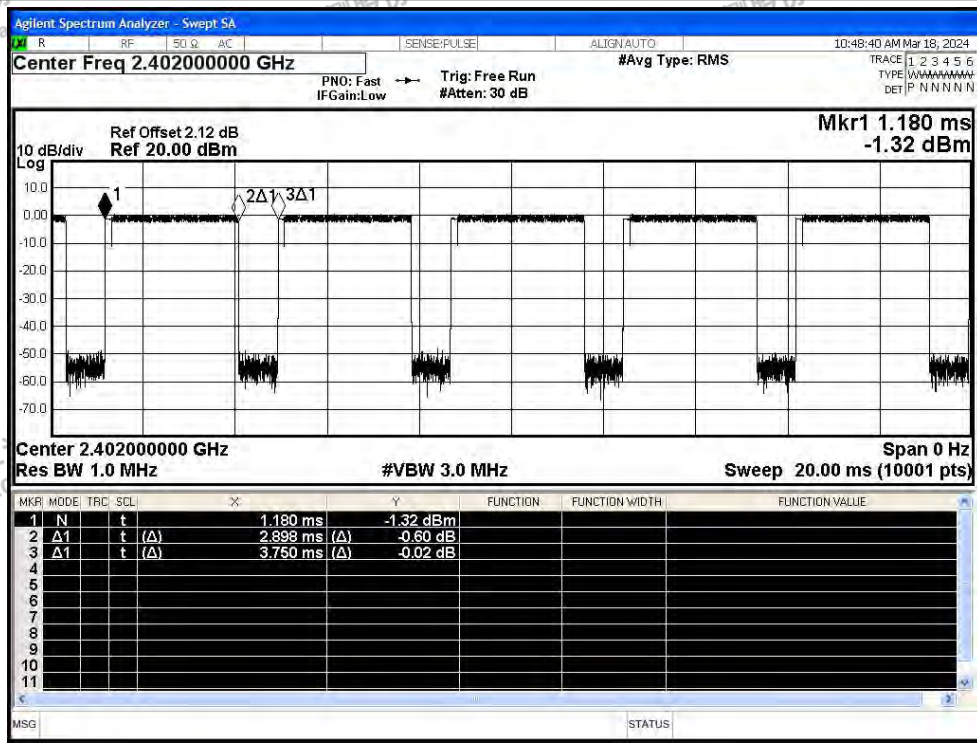 Agilent Spectrum Analyzer - Swept SA
R RF 50 Ω AC SENSE:PULSE ALIGN AUTO 10:48:40 AM Mar 18, 2024
Center Freq 2.402000000 GHz #Avg Type: RMS TRACE 1 2 3 4 5 6
PNO: Fast Trig: Free Run TYPE WWWWWW
IFGain:Low #Atten: 30 dB DET P N N N N N
Mkr1 1.180 ms
Ref Offset 2.12 dB
10 dB/div Ref 20.00 dBm -1.32 dBm
Log
10.0
1 2Δ1 3Δ1
0.00
-10.0
-20.0
-30.0
-40.0
-50.0
-60.0
-70.0
Center 2.402000000 GHz Span 0 Hz
Res BW 1.0 MHz #VBW 3.0 MHz Sweep 20.00 ms (10001 pts)
MKR MODE TRC SCL X Y FUNCTION FUNCTION WIDTH FUNCTION VALUE
1 N t 1.180 ms -1.32 dBm
2 Δ1 t (Δ) 2.898 ms (Δ) -0.60 dB
3 Δ1 t (Δ) 3.750 ms (Δ) -0.02 dB
4
5
6
7
8
9
10
11
MSG STATUS